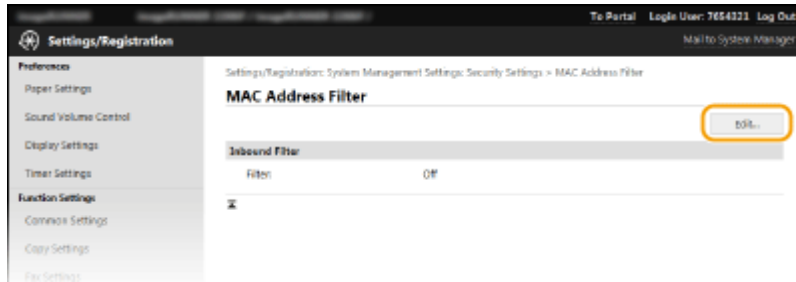 To Portal Login User: 7654321 Log Out
Settings/Registration
Mail to System Manager
Preferences
Paper Settings
Sound Volume Control
Display Settings
Timer Settings
Function Settings
Common Settings
Copy Settings
Fax Settings
Settings/Registration: System Management Settings: Security Settings > MAC Address Filter
MAC Address Filter
Edit...
Inbound Filter
Filter: Off